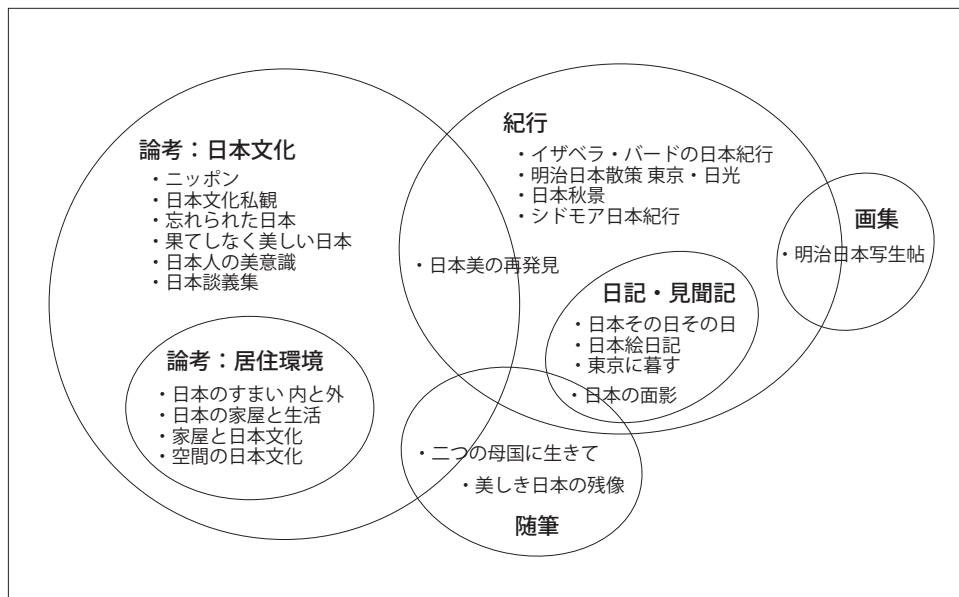 論考：日本文化
・ニッポン
・日本文化私観
・忘れられた日本
・果てしなく美しい日本
・日本人の美意識
・日本談義集
論考：居住環境
・日本のすまい 内と外
・日本の家屋と生活
・家屋と日本文化
・空間の日本文化
・日本美の再発見
紀行
・イザベラ・バードの日本紀行
・明治日本散策 東京・日光
・日本秋景
・シドモア日本紀行
画集
・明治日本写生帖
日記・見聞記
・日本その日その日
・日本絵日記
・東京に暮す
・日本の面影
・二つの母国に生きて
・美しき日本の残像
随筆